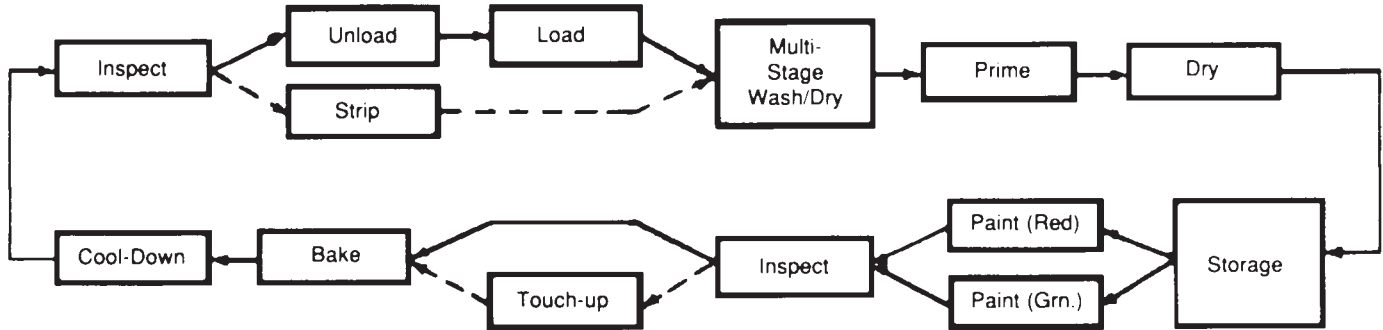 Inspect
Unload
Load
Strip
Multi-
Stage
Wash/Dry
Prime
Dry
Storage
Paint (Red)
Paint (Grn.)
Inspect
Touch-up
Bake
Cool-Down